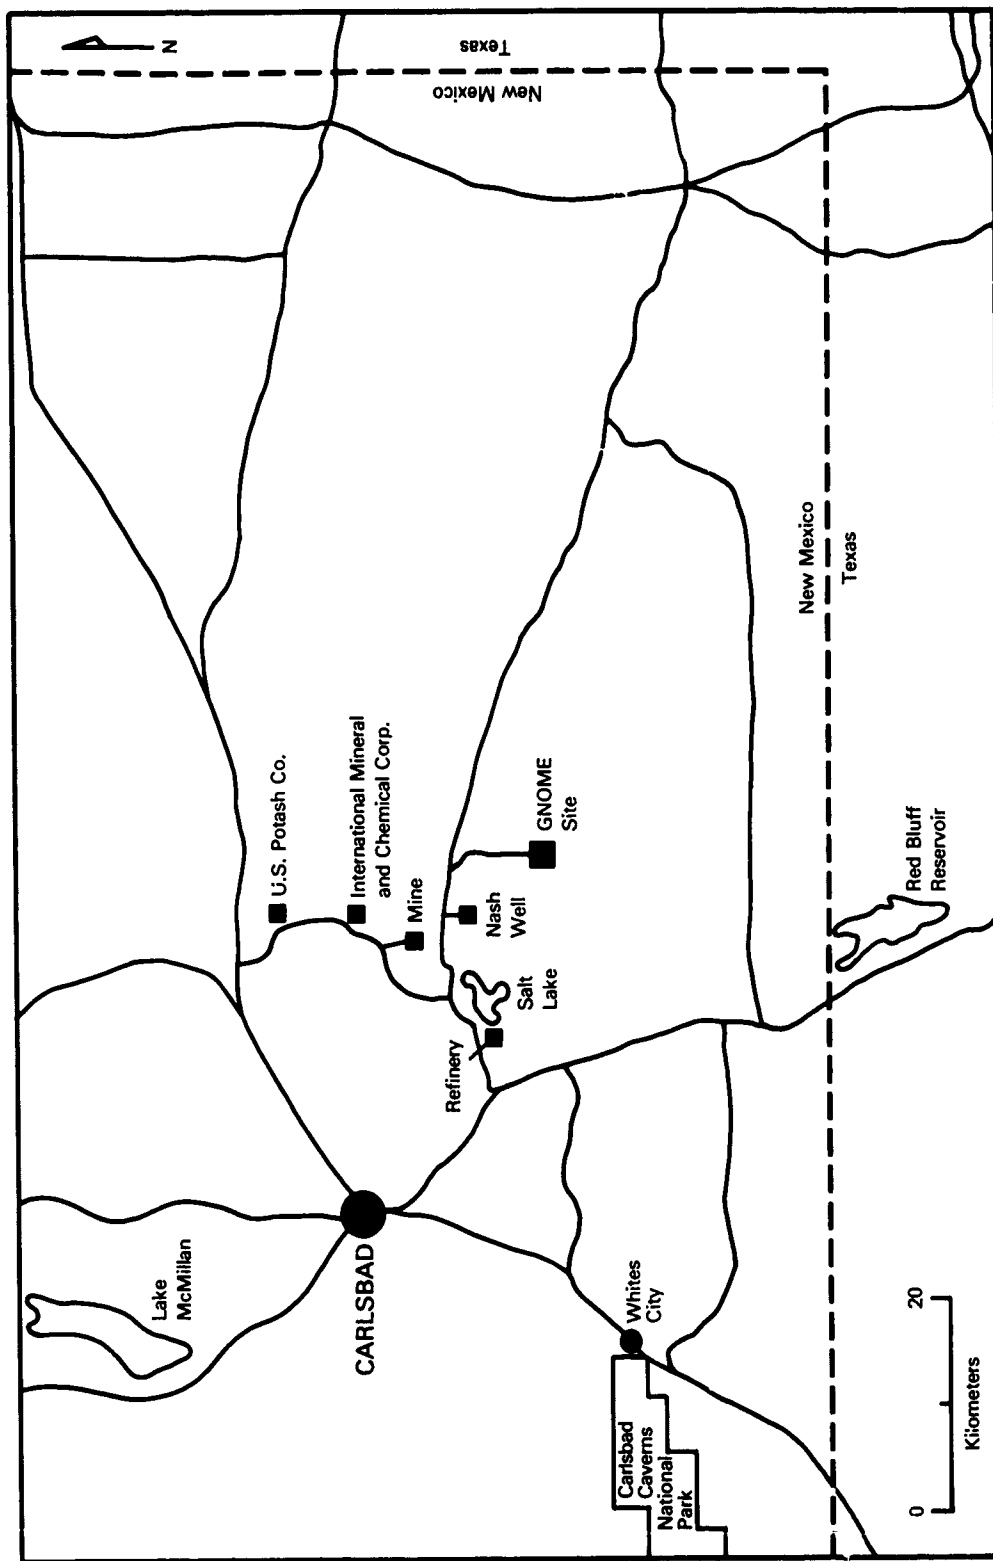 N
Texas
New Mexico
U.S. Potash Co.
International Mineral
and Chemical Corp.
Mine
GNOME
Site
Nash
Well
Salt
Lake
Refinery
Lake
McMillan
CARLSBAD
Whites
City
Carlsbad
Caverns
National
Park
New Mexico
Texas
Red Bluff
Reservoir
0
20
Kilometers